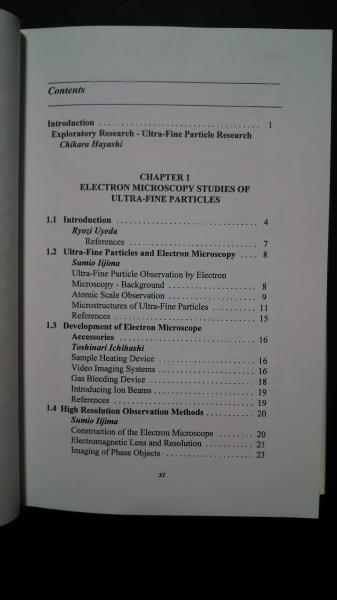 Contents
Introduction .................................... 1
Exploratory Research - Ultra-Fine Particle Research
Chikara Hayashi
CHAPTER 1
ELECTRON MICROSCOPY STUDIES OF
ULTRA-FINE PARTICLES
1.1 Introduction ................................ 4
Ryozi Uyeda
References ............................. 7
1.2 Ultra-Fine Particles and Electron Microscopy .... 8
Sumio Iijima
Ultra-Fine Particle Observation by Electron
Microscopy - Background .................. 8
Atomic Scale Observation .................. 9
Microstructures of Ultra-Fine Particles ......... 11
References ............................. 15
1.3 Development of Electron Microscope
Accessories .............................. 16
Toshinari Ichihashi
Sample Heating Device .................... 16
Video Imaging Systems .................... 16
Gas Bleeding Device ...................... 18
Introducing Ion Beams ..................... 19
References ............................. 19
1.4 High Resolution Observation Methods ........... 20
Sumio Iijima
Construction of the Electron Microscope ........ 20
Electromagnetic Lens and Resolution ........... 21
Imaging of Phase Objects ................... 23
xi